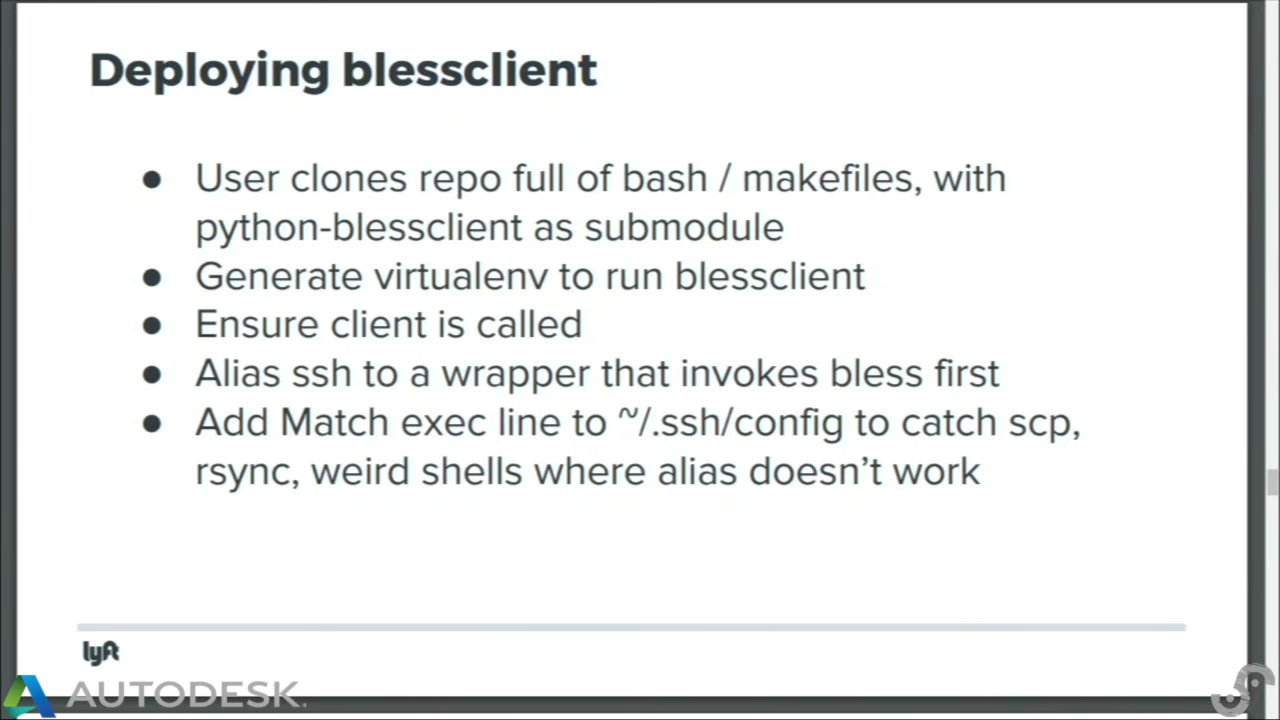 Deploying blessclient
● User clones repo full of bash / makefiles, with
python-blessclient as submodule
● Generate virtualenv to run blessclient
● Ensure client is called
● Alias ssh to a wrapper that invokes bless first
● Add Match exec line to ~/.ssh/config to catch scp,
rsync, weird shells where alias doesn’t work
lyft
AUTODESK.